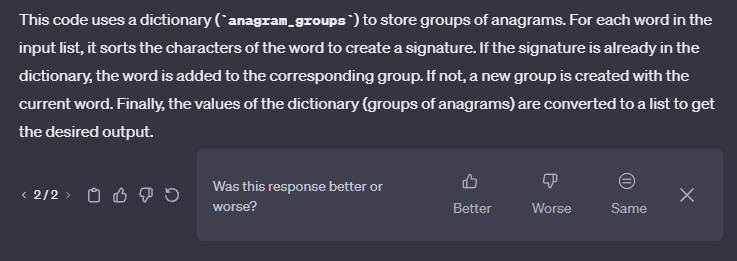 This code uses a dictionary (`anagram_groups`) to store groups of anagrams. For each word in the
input list, it sorts the characters of the word to create a signature. If the signature is already in the
dictionary, the word is added to the corresponding group. If not, a new group is created with the
current word. Finally, the values of the dictionary (groups of anagrams) are converted to a list to get
the desired output.
< 2 / 2 >
Was this response better or
worse?
Better
Worse
Same